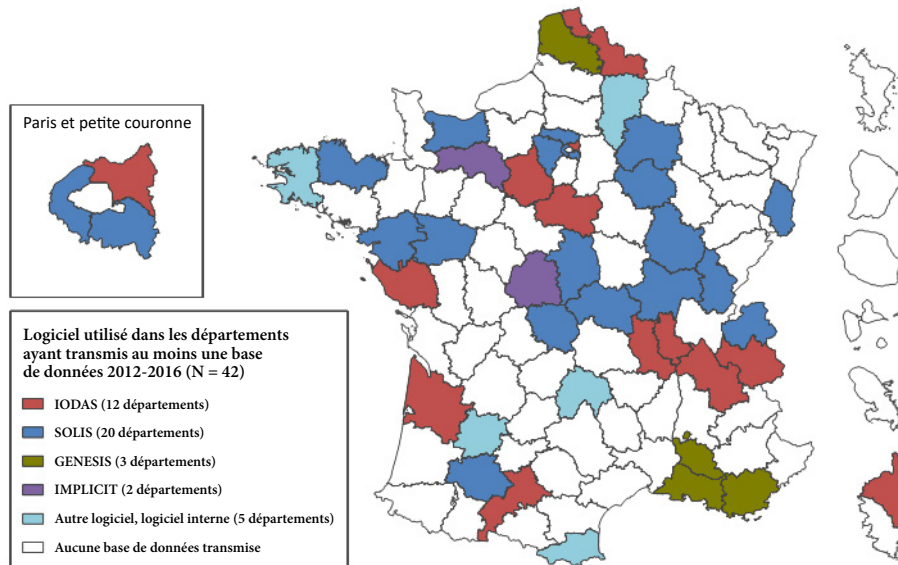 Paris et petite couronne
Logiciel utilisé dans les départements
ayant transmis au moins une base
de données 2012-2016 (N = 42)
IODAS (12 départements)
SOLIS (20 départements)
GENESIS (3 départements)
IMPLICIT (2 départements)
Autre logiciel, logiciel interne (5 départements)
Aucune base de données transmise